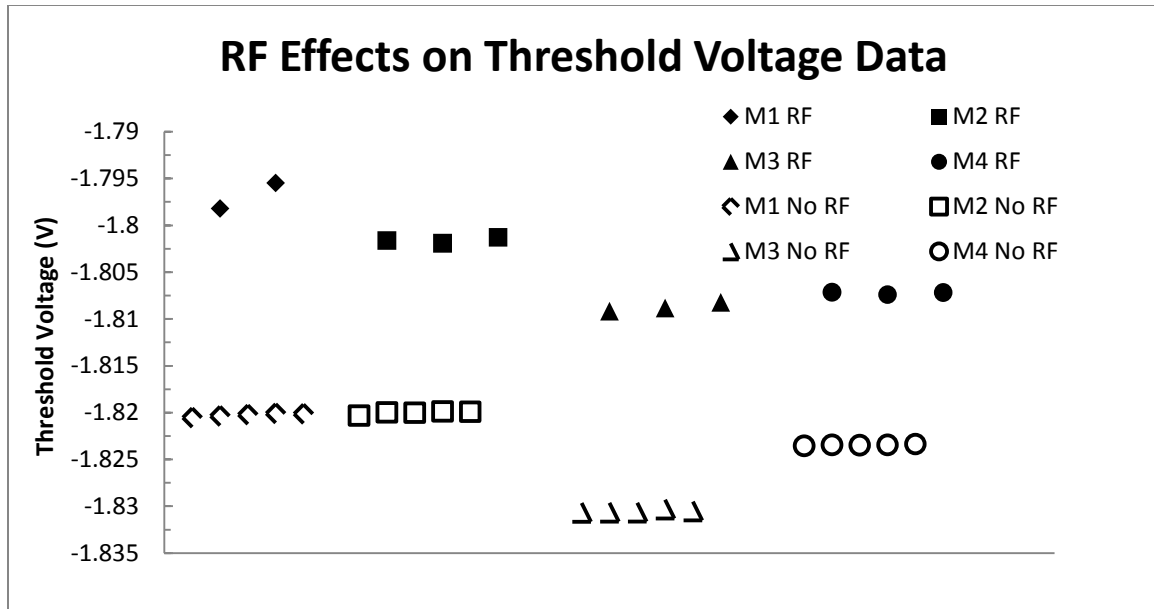 RF Effects on Threshold Voltage Data
M1 RF
M2 RF
M3 RF
M4 RF
M1 No RF
M2 No RF
M3 No RF
M4 No RF
Threshold Voltage (V)
-1.79
-1.795
-1.8
-1.805
-1.81
-1.815
-1.82
-1.825
-1.83
-1.835